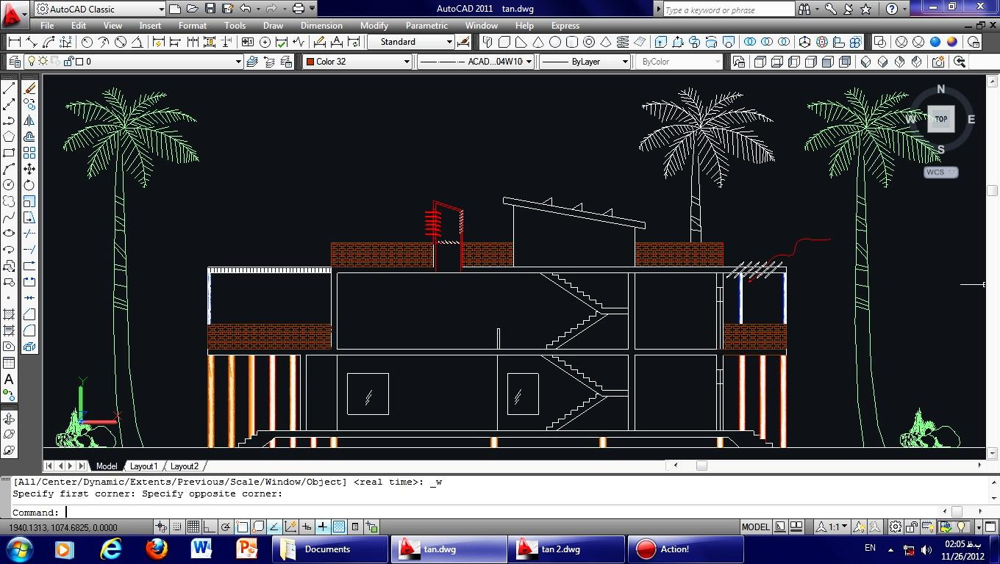 AutoCAD Classic
AutoCAD 2011 tan.dwg
Type a keyword or phrase
File Edit View Insert Format Tools Draw Dimension Modify Parametric Window Help Express
Standard
0
Color 32
ACAD...04W10
ByLayer
ByColor
N
W TOP E
S
WCS
Y
X
Z
A
Model Layout1 Layout2
[All/Center/Dynamic/Extents/Previous/Scale/Window/Object] <real time>: _w
Specify first corner: Specify opposite corner:
Command:
1940.1313, 1074.6825, 0.0000
MODEL
1:1
Documents
tan.dwg
tan 2.dwg
Action!
EN
02:05 ب.ظ
11/26/2012